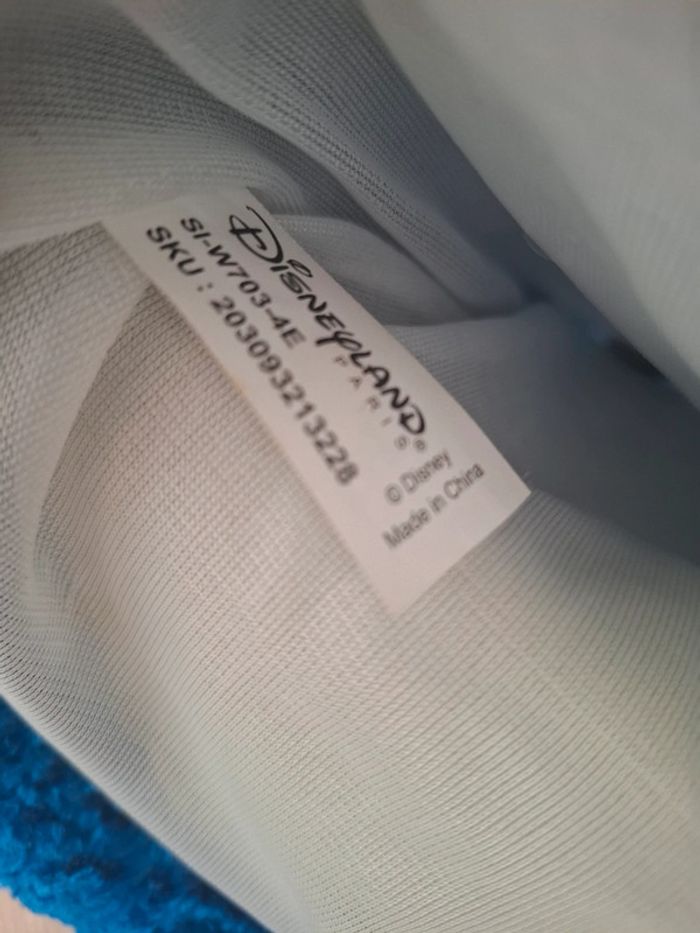 DISNEYLAND
PARIS
SI-W703-4E
SKU : 203093213228
© Disney
Made in China